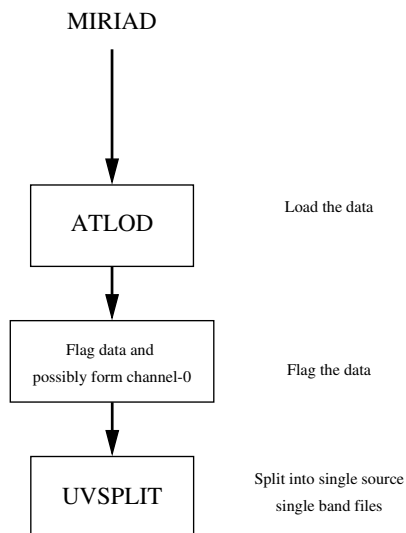 MIRIAD
ATLOD
Load the data
Flag data and
possibly form channel-0
Flag the data
UVSPLIT
Split into single source
single band files